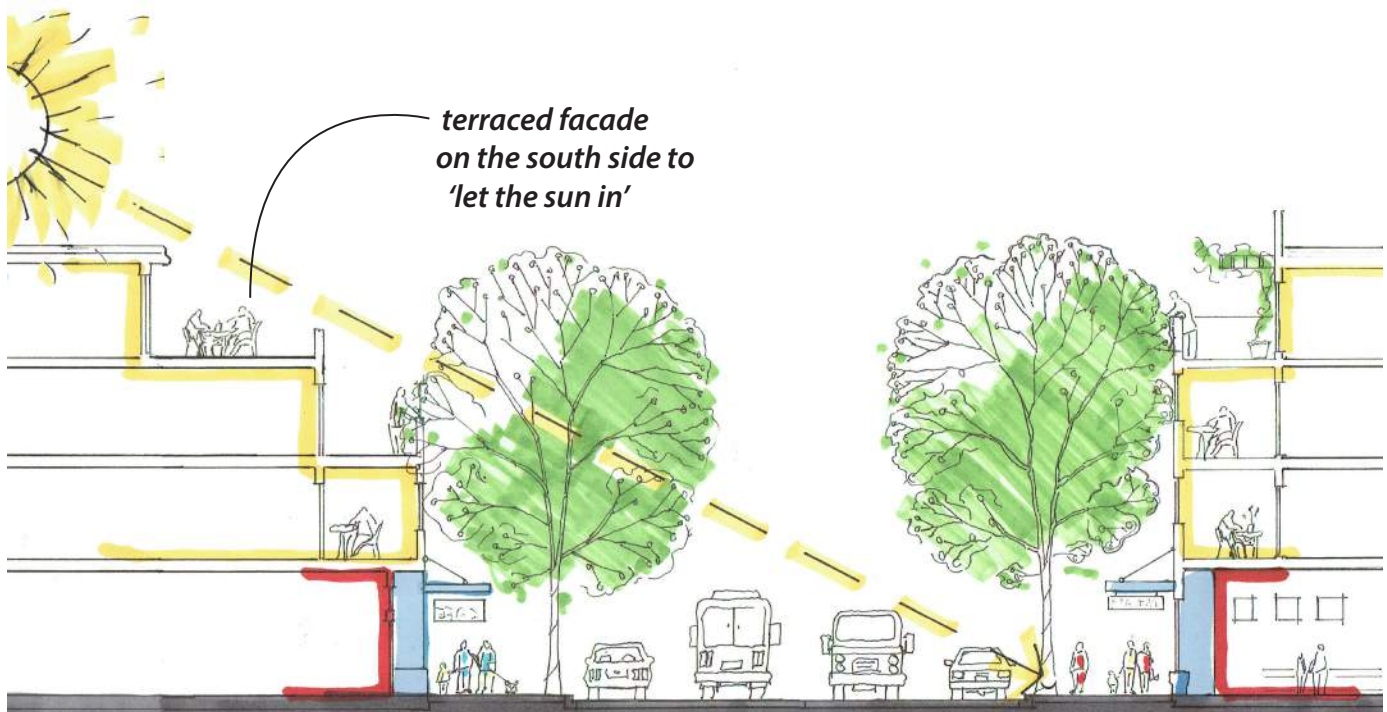 terraced facade
on the south side to
‘let the sun in’